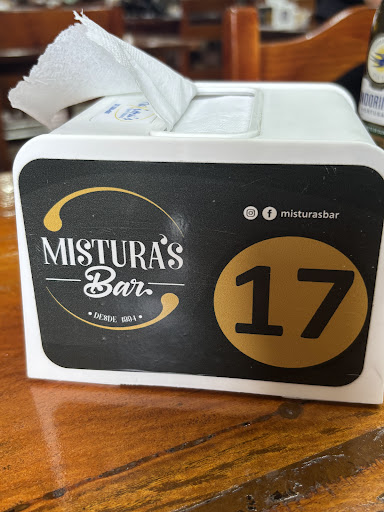 MISTURA'S
Bar
• DESDE 1994 •
misturasbar
17